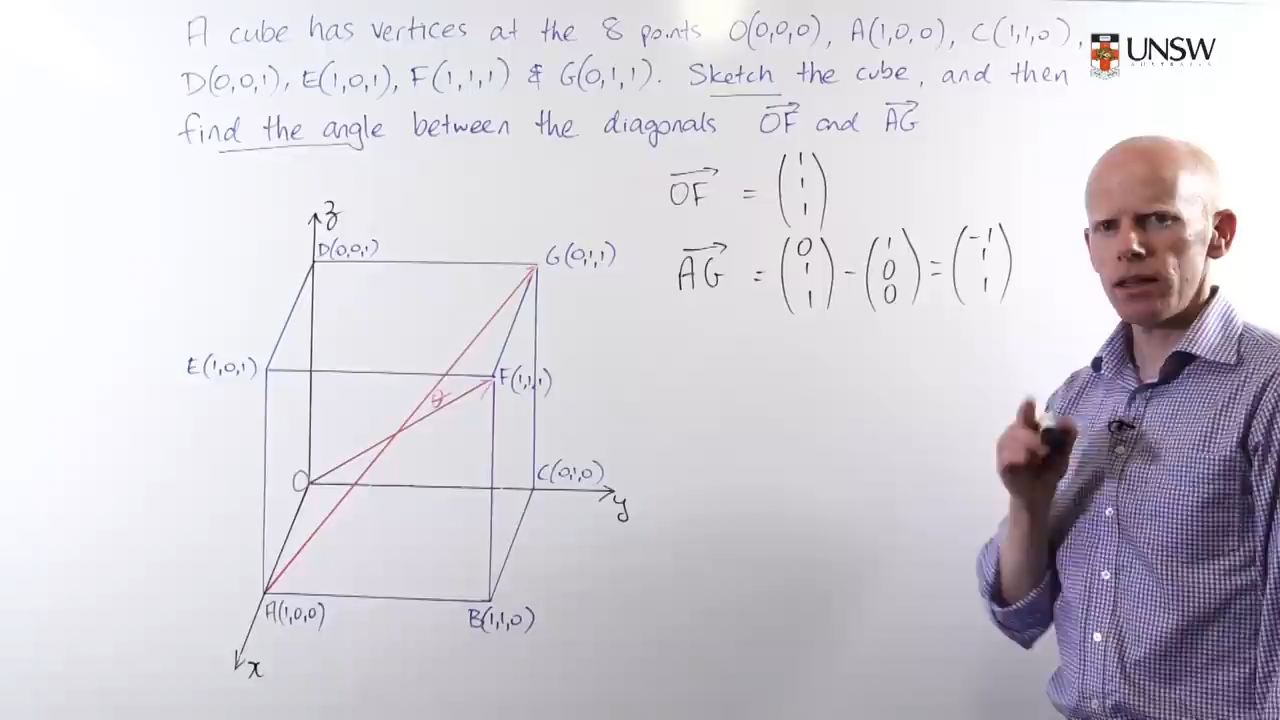 A cube has vertices at the 8 points O(0,0,0), A(1,0,0), C(1,1,0),
D(0,0,1), E(1,0,1), F(1,1,1) & G(0,1,1). Sketch the cube, and then
find the angle between the diagonals OF and AG
UNSW
AUSTRALIA
OF = (1 1 1)
AG = (0 1 1) - (1 0 0) = (-1 1 1)
z
D(0,0,1)
G(0,1,1)
E(1,0,1)
F(1,1,1)
θ
O
C(0,1,0)
y
A(1,0,0)
B(1,1,0)
x